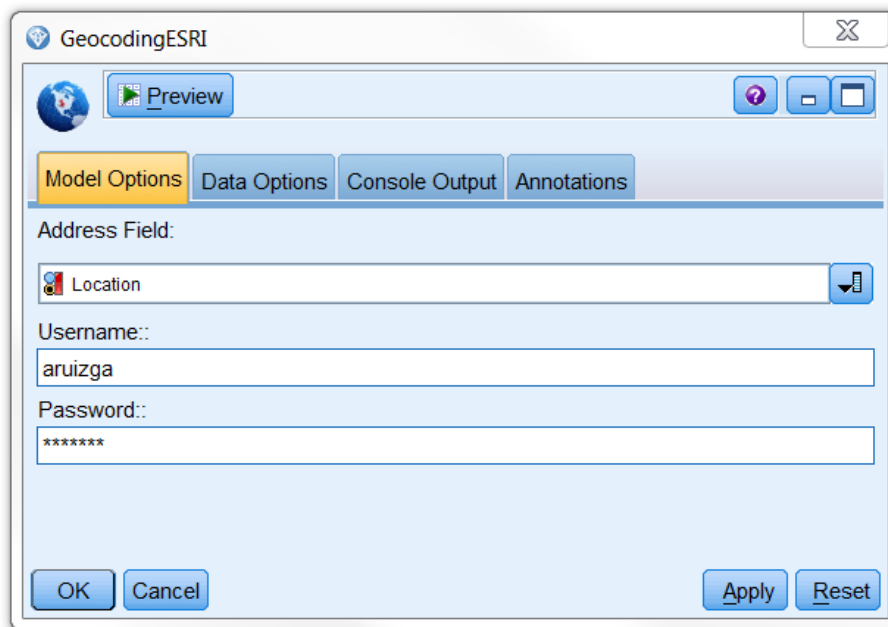 GeocodingESRI
Preview
Model Options Data Options Console Output Annotations
Address Field:
Location
Username::
aruizga
Password::
*******
OK Cancel Apply Reset